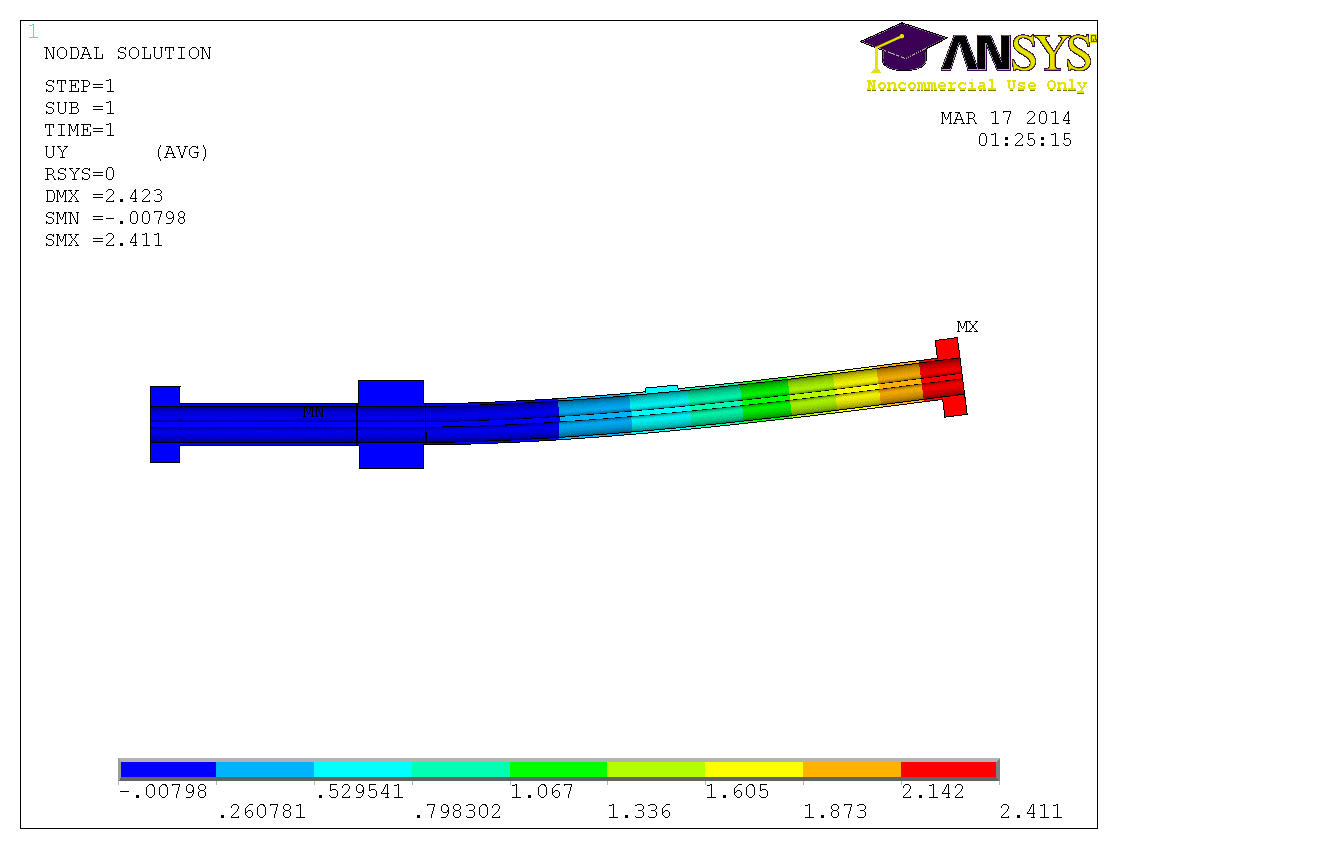 1
NODAL SOLUTION
STEP=1
SUB =1
TIME=1
UY (AVG)
RSYS=0
DMX =2.423
SMN =-.00798
SMX =2.411
ANSYS
Noncommercial Use Only
MAR 17 2014
01:25:15
MX
MN
-.00798 .529541 1.067 1.605 2.142
.260781 .798302 1.336 1.873 2.411